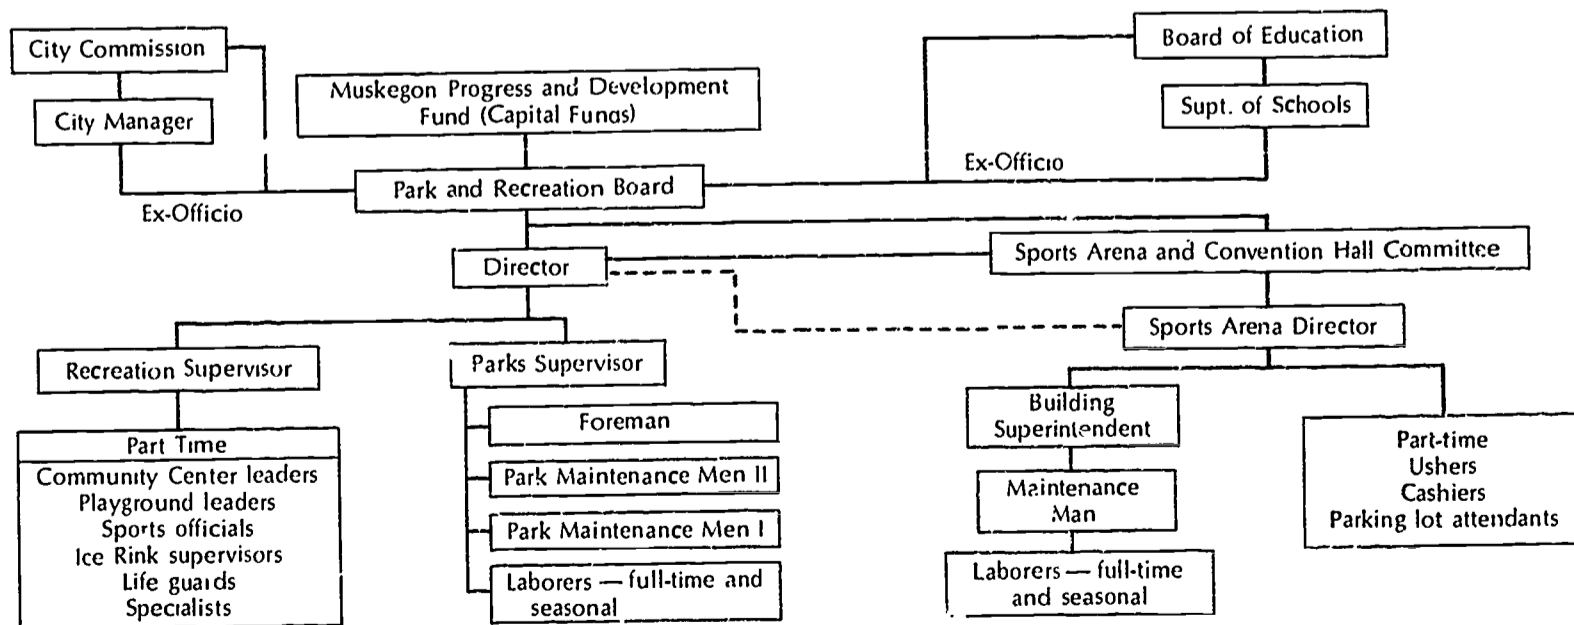 City Commission
Board of Education
Muskegon Progress and Development
Fund (Capital Funds)
City Manager
Supt. of Schools
Ex-Officio
Park and Recreation Board
Ex-Officio
Director
Sports Arena and Convention Hall Committee
Sports Arena Director
Recreation Supervisor
Parks Supervisor
Part Time
Community Center leaders
Playground leaders
Sports officials
Ice Rink supervisors
Life guards
Specialists
Foreman
Park Maintenance Men II
Park Maintenance Men I
Laborers — full-time and
seasonal
Building
Superintendent
Maintenance
Man
Laborers — full-time
and seasonal
Part-time
Ushers
Cashiers
Parking lot attendants